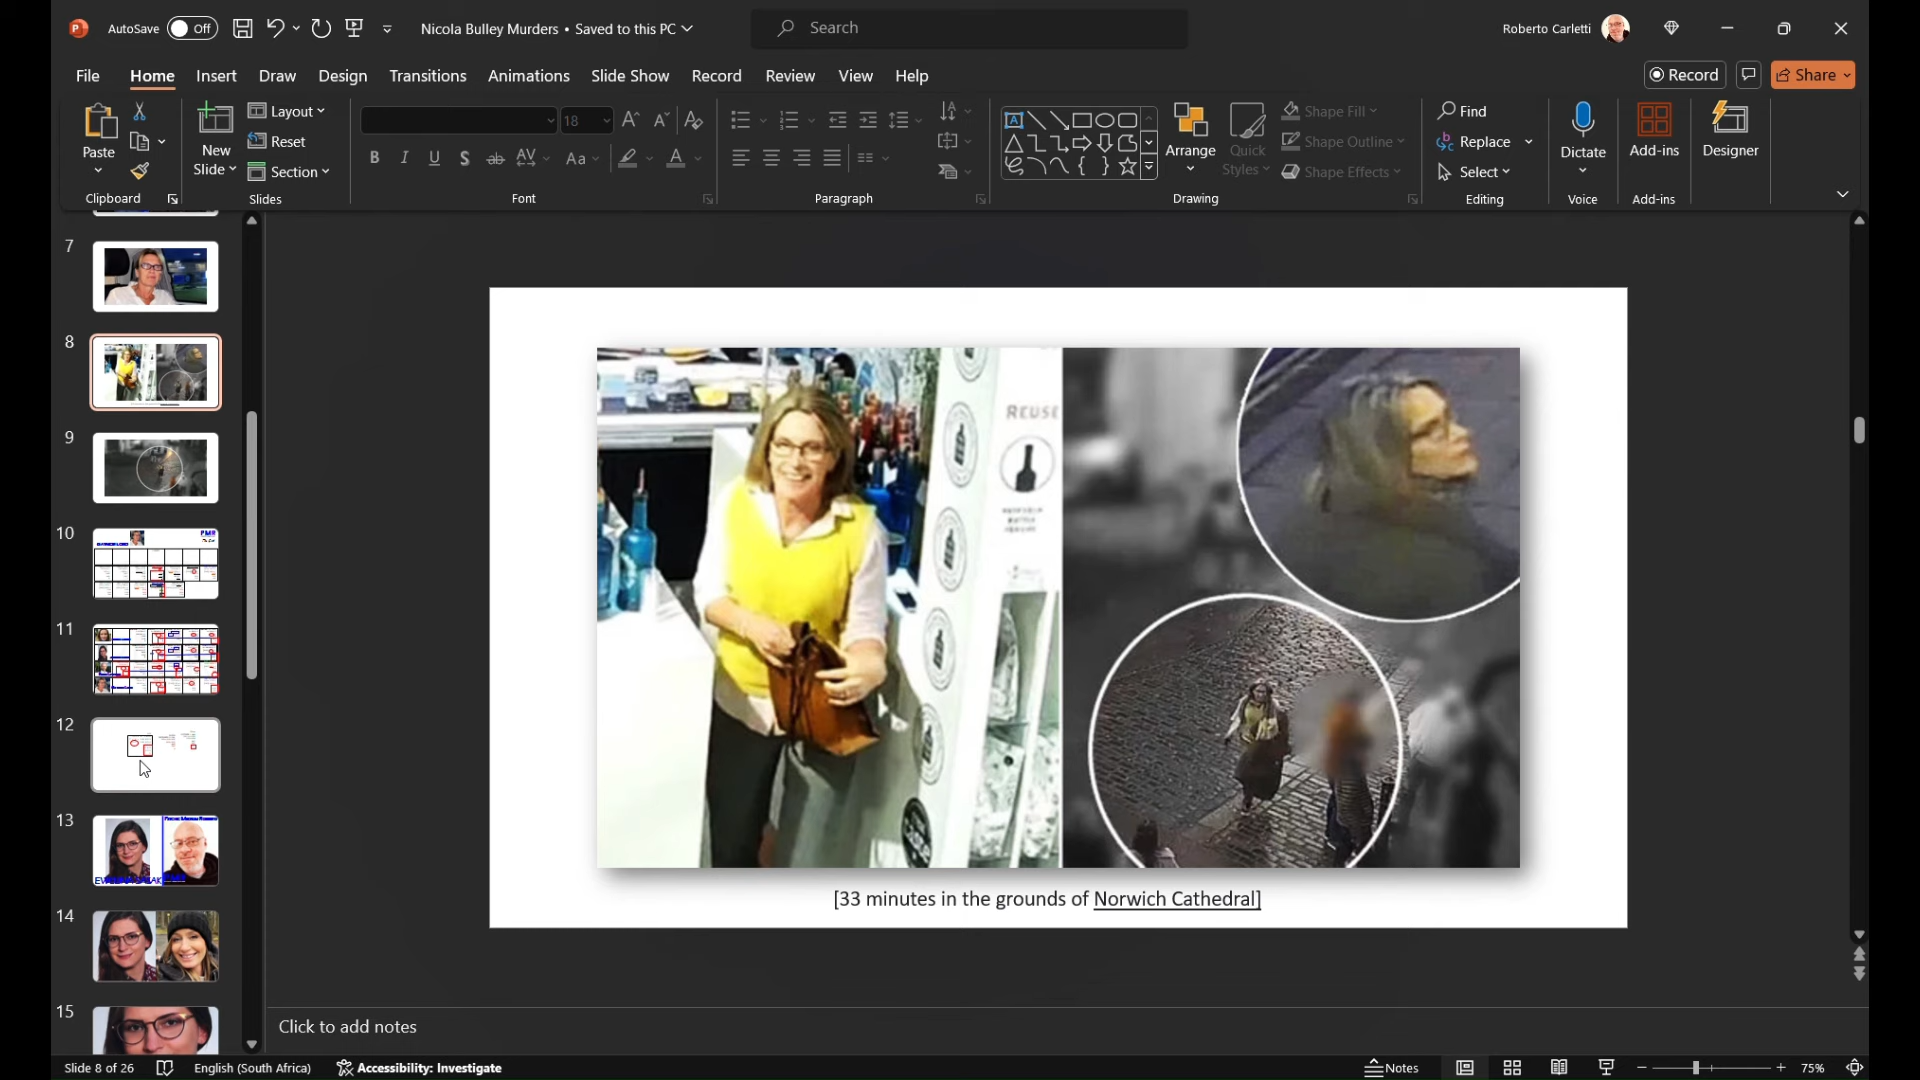 AutoSave Off Nicola Bulley Murders • Saved to this PC Search Roberto Carletti
File Home Insert Draw Design Transitions Animations Slide Show Record Review View Help Record Share
Paste
New Slide
Layout
Reset
Section
18
B I U S ab AV Aa A
Arrange
Quick Styles
Shape Fill
Shape Outline
Shape Effects
Find
Replace
Select
Dictate
Add-ins
Designer
Clipboard Slides Font Paragraph Drawing Editing Voice Add-ins
7
8
9
10
11
12
13
14
15
REUSE
[33 minutes in the grounds of Norwich Cathedral]
Click to add notes
Slide 8 of 26 English (South Africa) Accessibility: Investigate Notes 75%